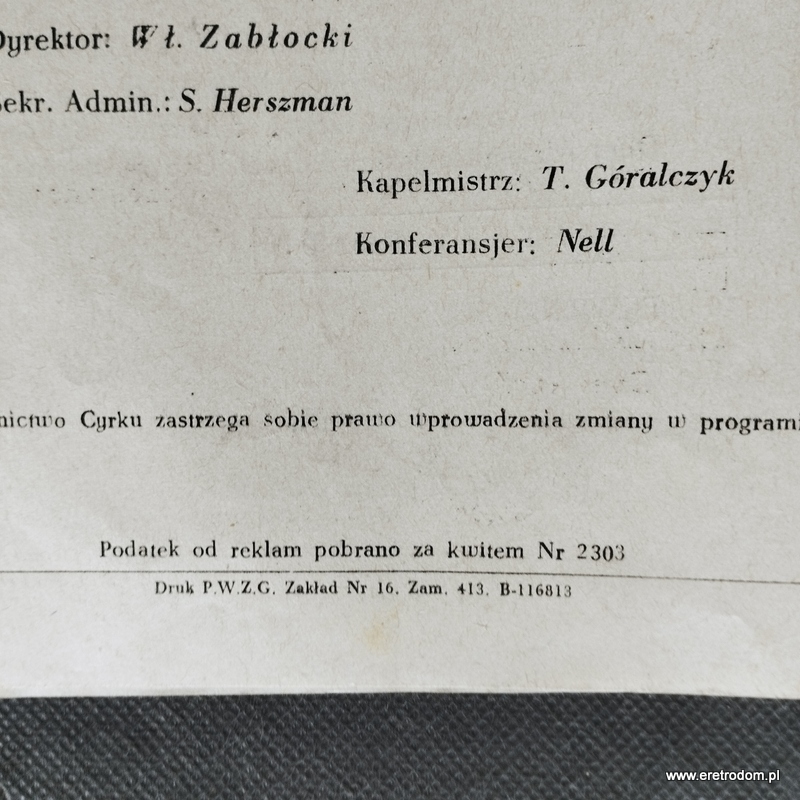 Dyrektor: Wł. Zabłocki
Sekr. Admin.: S. Herszman
Kapelmistrz: T. Góralczyk
Konferansjer: Nell
nictwo Cyrku zastrzega sobie prawo wprowadzenia zmiany w programi
Podatek od reklam pobrano za kwitem Nr 2303
Druk P.W.Z.G. Zakład Nr 16. Zam. 413. B-116813
www.eretrodom.pl